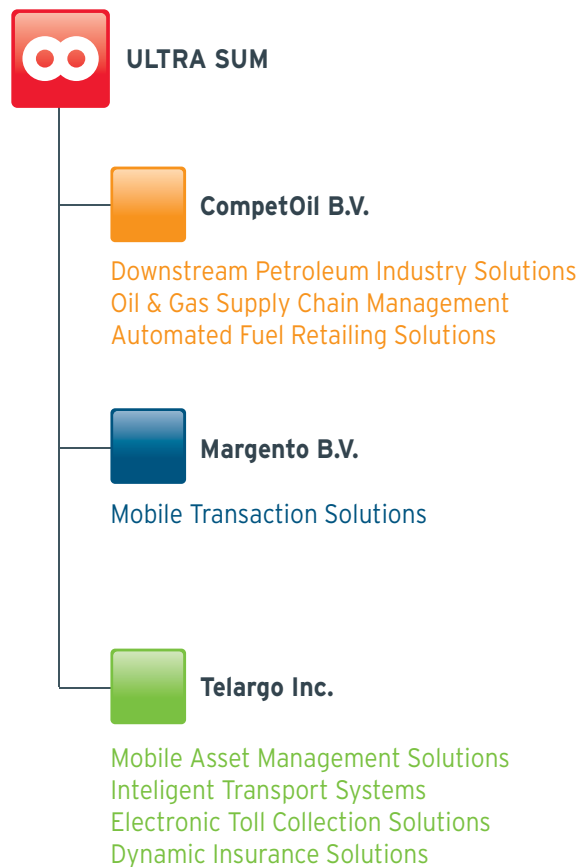 ULTRA SUM
CompetOil B.V.
Downstream Petroleum Industry Solutions
Oil & Gas Supply Chain Management
Automated Fuel Retailing Solutions
Margento B.V.
Mobile Transaction Solutions
Telargo Inc.
Mobile Asset Management Solutions
Inteligent Transport Systems
Electronic Toll Collection Solutions
Dynamic Insurance Solutions